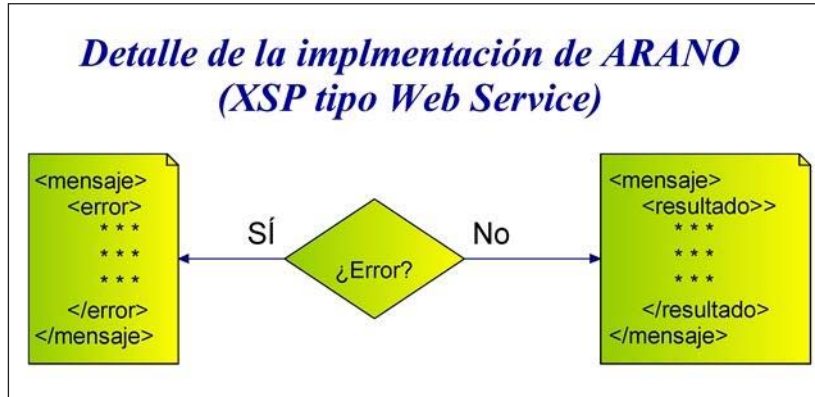 Detalle de la implmentación de ARANO
(XSP tipo Web Service)
<mensaje>
<error>
* * *
* * *
* * *
</error>
</mensaje>
SÍ
¿Error?
No
<mensaje>
<resultado>>
* * *
* * *
* * *
</resultado>
</mensaje>